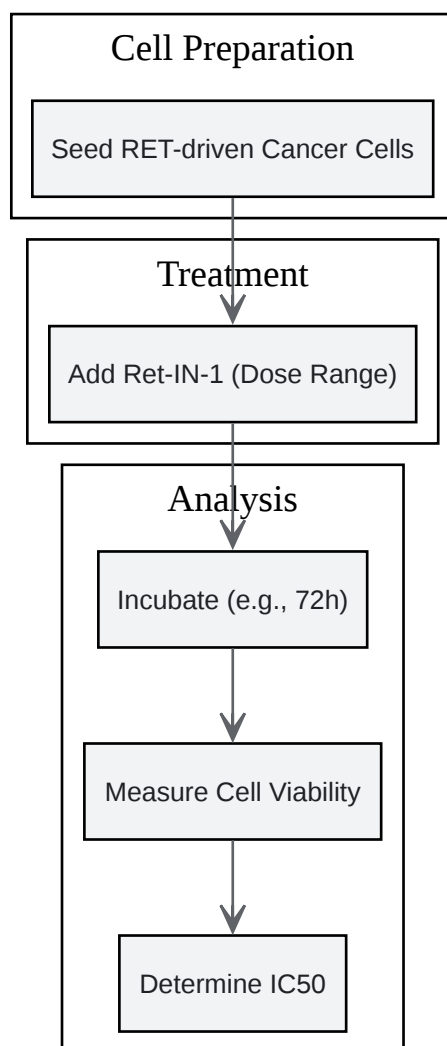 Cell Preparation
Seed RET-driven Cancer Cells
Treatment
Add Ret-IN-1 (Dose Range)
Analysis
Incubate (e.g., 72h)
Measure Cell Viability
Determine IC50